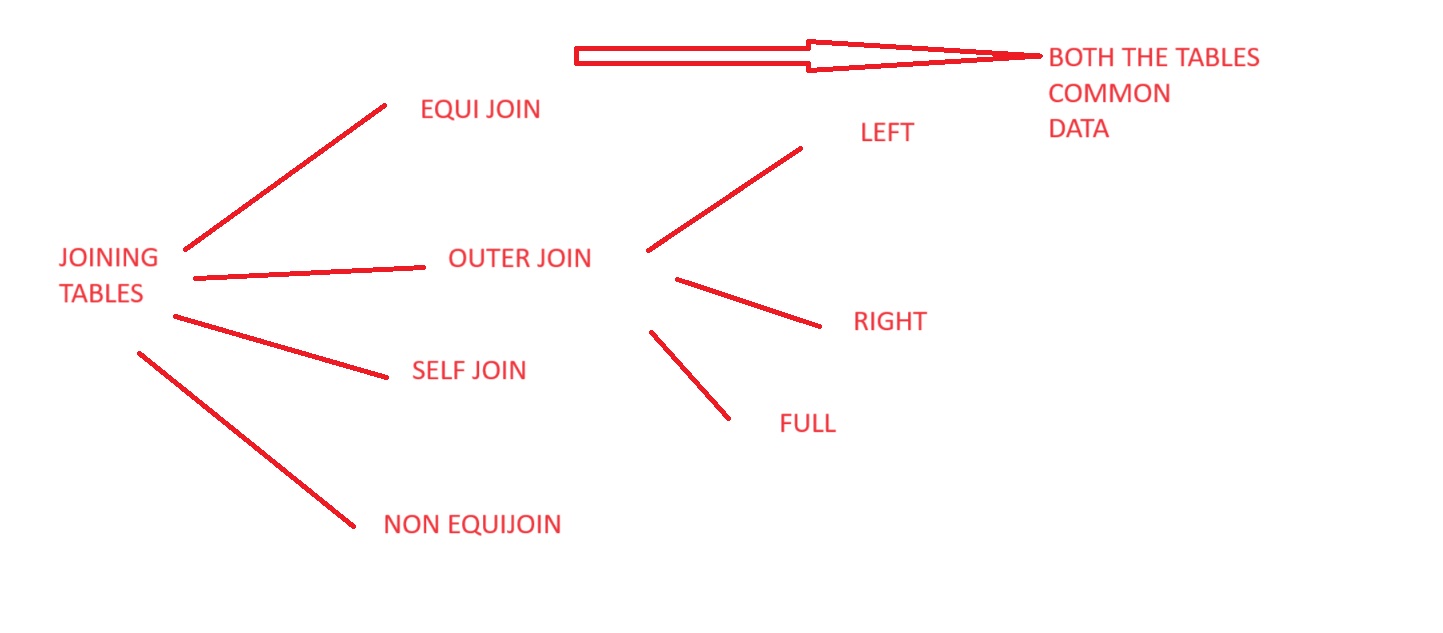 BOTH THE TABLES
COMMON
DATA
EQUI JOIN
LEFT
JOINING
TABLES
OUTER JOIN
RIGHT
SELF JOIN
FULL
NON EQUIJOIN